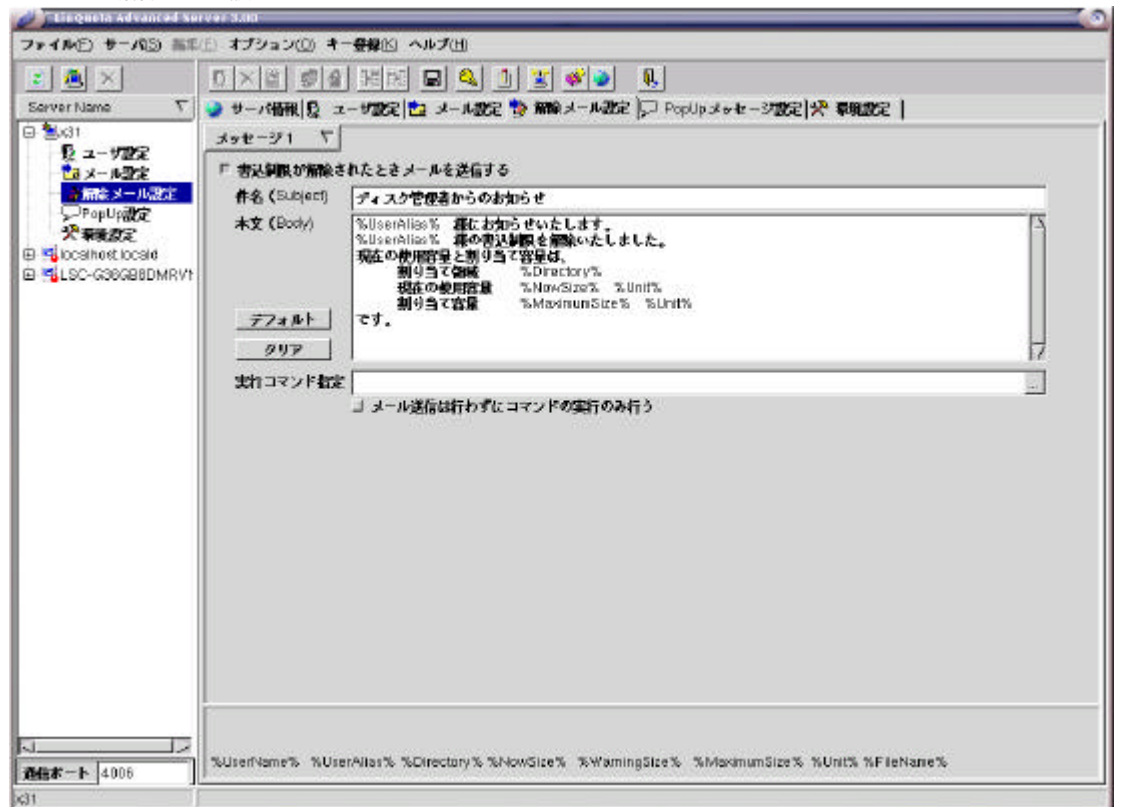 LinQuota Advanced Server 3.00
ファイル(F) サーバ(S) 編集(E) オプション(O) キー登録(K) ヘルプ(H)
Server Name
x31
ユーザ設定
メール設定
解除メール設定
PopUp設定
環境設定
localhost.locald
サーバ情報 ユーザ設定 メール設定 解除メール設定 PopUpメッセージ設定 環境設定
メッセージ1
書込制限が解除されたときメールを送信する
件名 (Subject) ディスク管理者からのお知らせ
本文 (Body)
%UserAlias% 様にお知らせいたします。
%UserAlias% 様の書込制限を解除いたしました。
現在の使用容量と割り当て容量は、
割り当て領域 %Directory%
現在の使用容量 %NowSize% %Unit%
割り当て容量 %MaximumSize% %Unit%
です。
デフォルト
クリア
実行コマンド指定 ...
メール送信は行わずにコマンドの実行のみ行う
%UserName% %UserAlias% %Directory% %NowSize% %WarningSize% %MaximumSize% %Unit% %FileName%
通信ポート 4006
x31